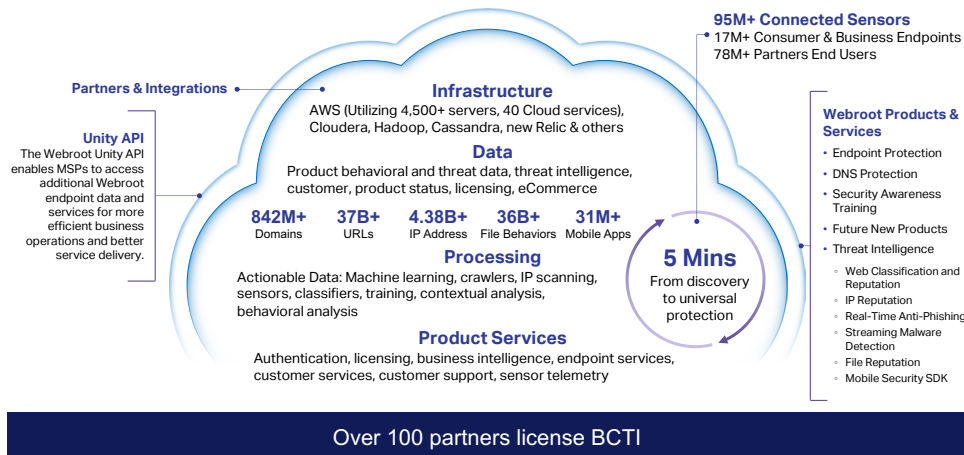 95M+ Connected Sensors
17M+ Consumer & Business Endpoints
78M+ Partners End Users
Partners & Integrations
Unity API
The Webroot Unity API
enables MSPs to access
additional Webroot
endpoint data and
services for more
efficient business
operations and better
service delivery.
Infrastructure
AWS (Utilizing 4,500+ servers, 40 Cloud services),
Cloudera, Hadoop, Cassandra, new Relic & others
Data
Product behavioral and threat data, threat intelligence,
customer, product status, licensing, eCommerce
842M+ 37B+ 4.38B+ 36B+ 31M+
Domains URLs IP Address File Behaviors Mobile Apps
Processing
Actionable Data: Machine learning, crawlers, IP scanning,
sensors, classifiers, training, contextual analysis,
behavioral analysis
5 Mins
From discovery
to universal
protection
Product Services
Authentication, licensing, business intelligence, endpoint services,
customer services, customer support, sensor telemetry
Webroot Products &
Services
• Endpoint Protection
• DNS Protection
• Security Awareness
Training
• Future New Products
• Threat Intelligence
◦ Web Classification and
Reputation
◦ IP Reputation
◦ Real-Time Anti-Phishing
◦ Streaming Malware
Detection
◦ File Reputation
◦ Mobile Security SDK
Over 100 partners license BCTI